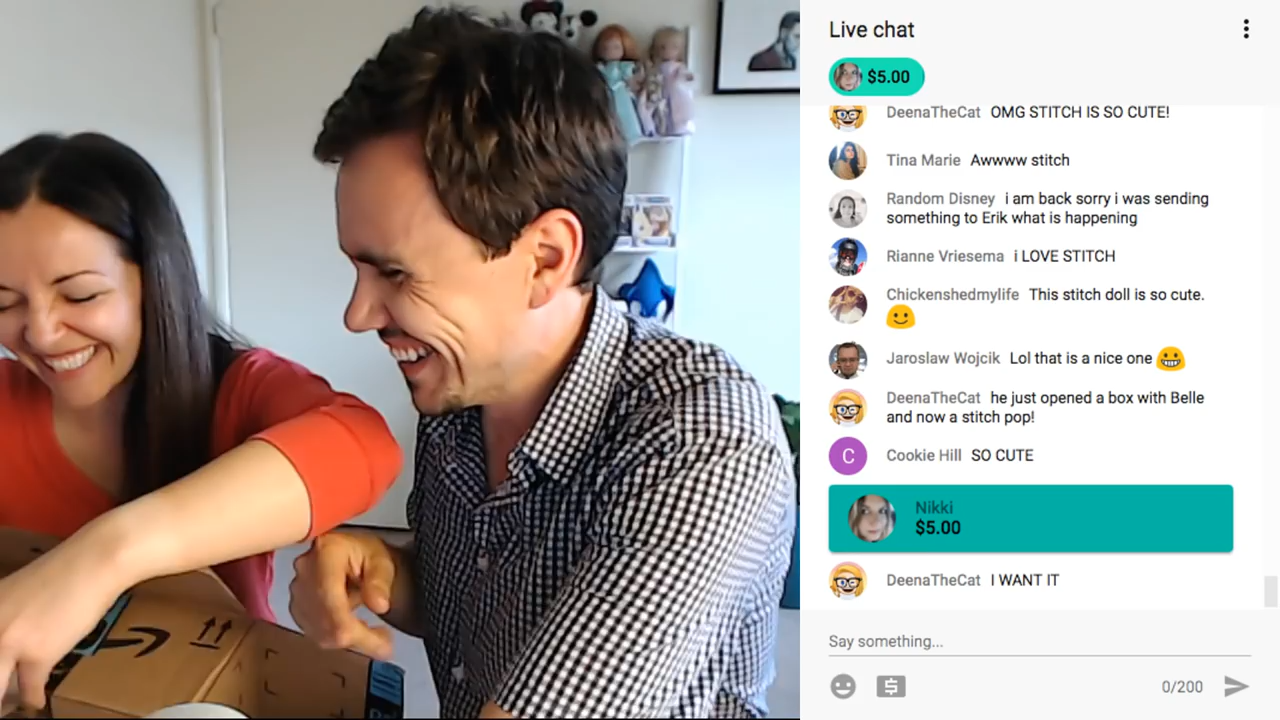 Live chat
$5.00
DeenaTheCat OMG STITCH IS SO CUTE!
Tina Marie Awwww stitch
Random Disney i am back sorry i was sending
something to Erik what is happening
Rianne Vriesema i LOVE STITCH
Chickenshedmylife This stitch doll is so cute.
Jaroslaw Wojcik Lol that is a nice one
DeenaTheCat he just opened a box with Belle
and now a stitch pop!
C
Cookie Hill SO CUTE
Nikki
$5.00
DeenaTheCat I WANT IT
Say something...
0/200